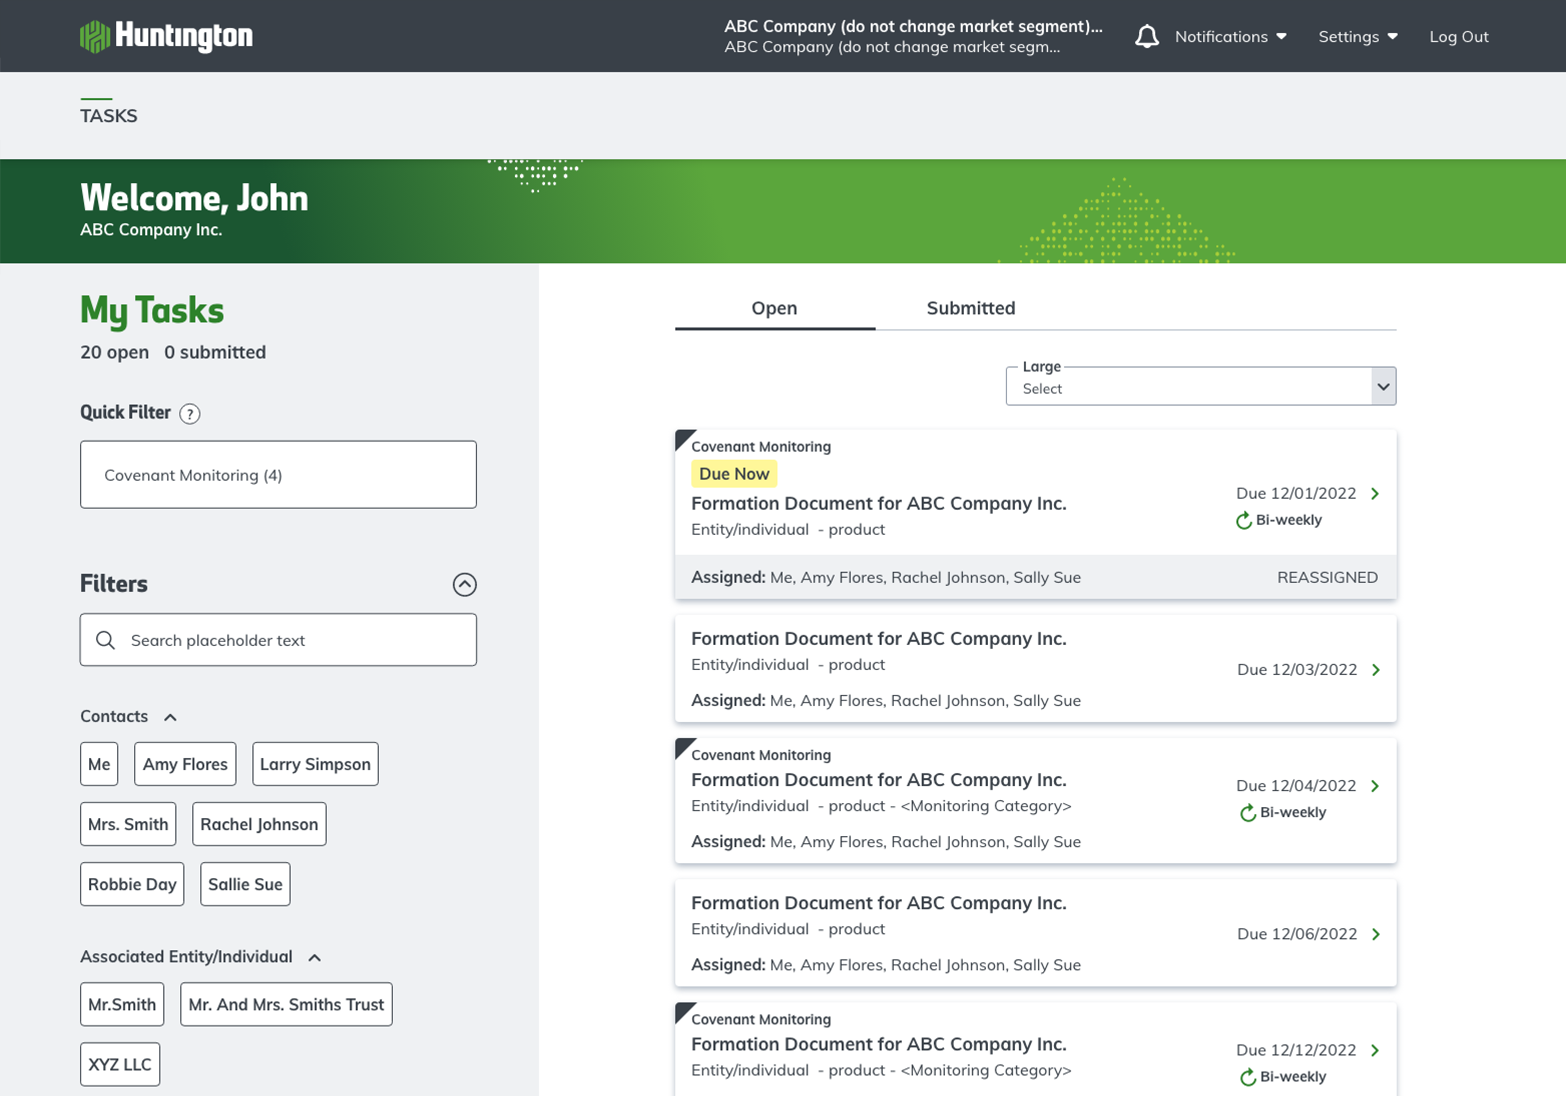 Huntington
ABC Company (do not change market segment)...
ABC Company (do not change market segm...
Notifications
Settings
Log Out
TASKS
Welcome, John
ABC Company Inc.
My Tasks
20 open 0 submitted
Quick Filter ?
Covenant Monitoring (4)
Filters
Search placeholder text
Contacts
Me
Amy Flores
Larry Simpson
Mrs. Smith
Rachel Johnson
Robbie Day
Sallie Sue
Associated Entity/Individual
Mr.Smith
Mr. And Mrs. Smiths Trust
XYZ LLC
Open
Submitted
Large
Select
Covenant Monitoring
Due Now
Formation Document for ABC Company Inc.
Entity/individual - product
Due 12/01/2022
Bi-weekly
Assigned: Me, Amy Flores, Rachel Johnson, Sally Sue
REASSIGNED
Formation Document for ABC Company Inc.
Entity/individual - product
Due 12/03/2022
Assigned: Me, Amy Flores, Rachel Johnson, Sally Sue
Covenant Monitoring
Formation Document for ABC Company Inc.
Entity/individual - product - <Monitoring Category>
Due 12/04/2022
Bi-weekly
Assigned: Me, Amy Flores, Rachel Johnson, Sally Sue
Formation Document for ABC Company Inc.
Entity/individual - product
Due 12/06/2022
Assigned: Me, Amy Flores, Rachel Johnson, Sally Sue
Covenant Monitoring
Formation Document for ABC Company Inc.
Entity/individual - product - <Monitoring Category>
Due 12/12/2022
Bi-weekly